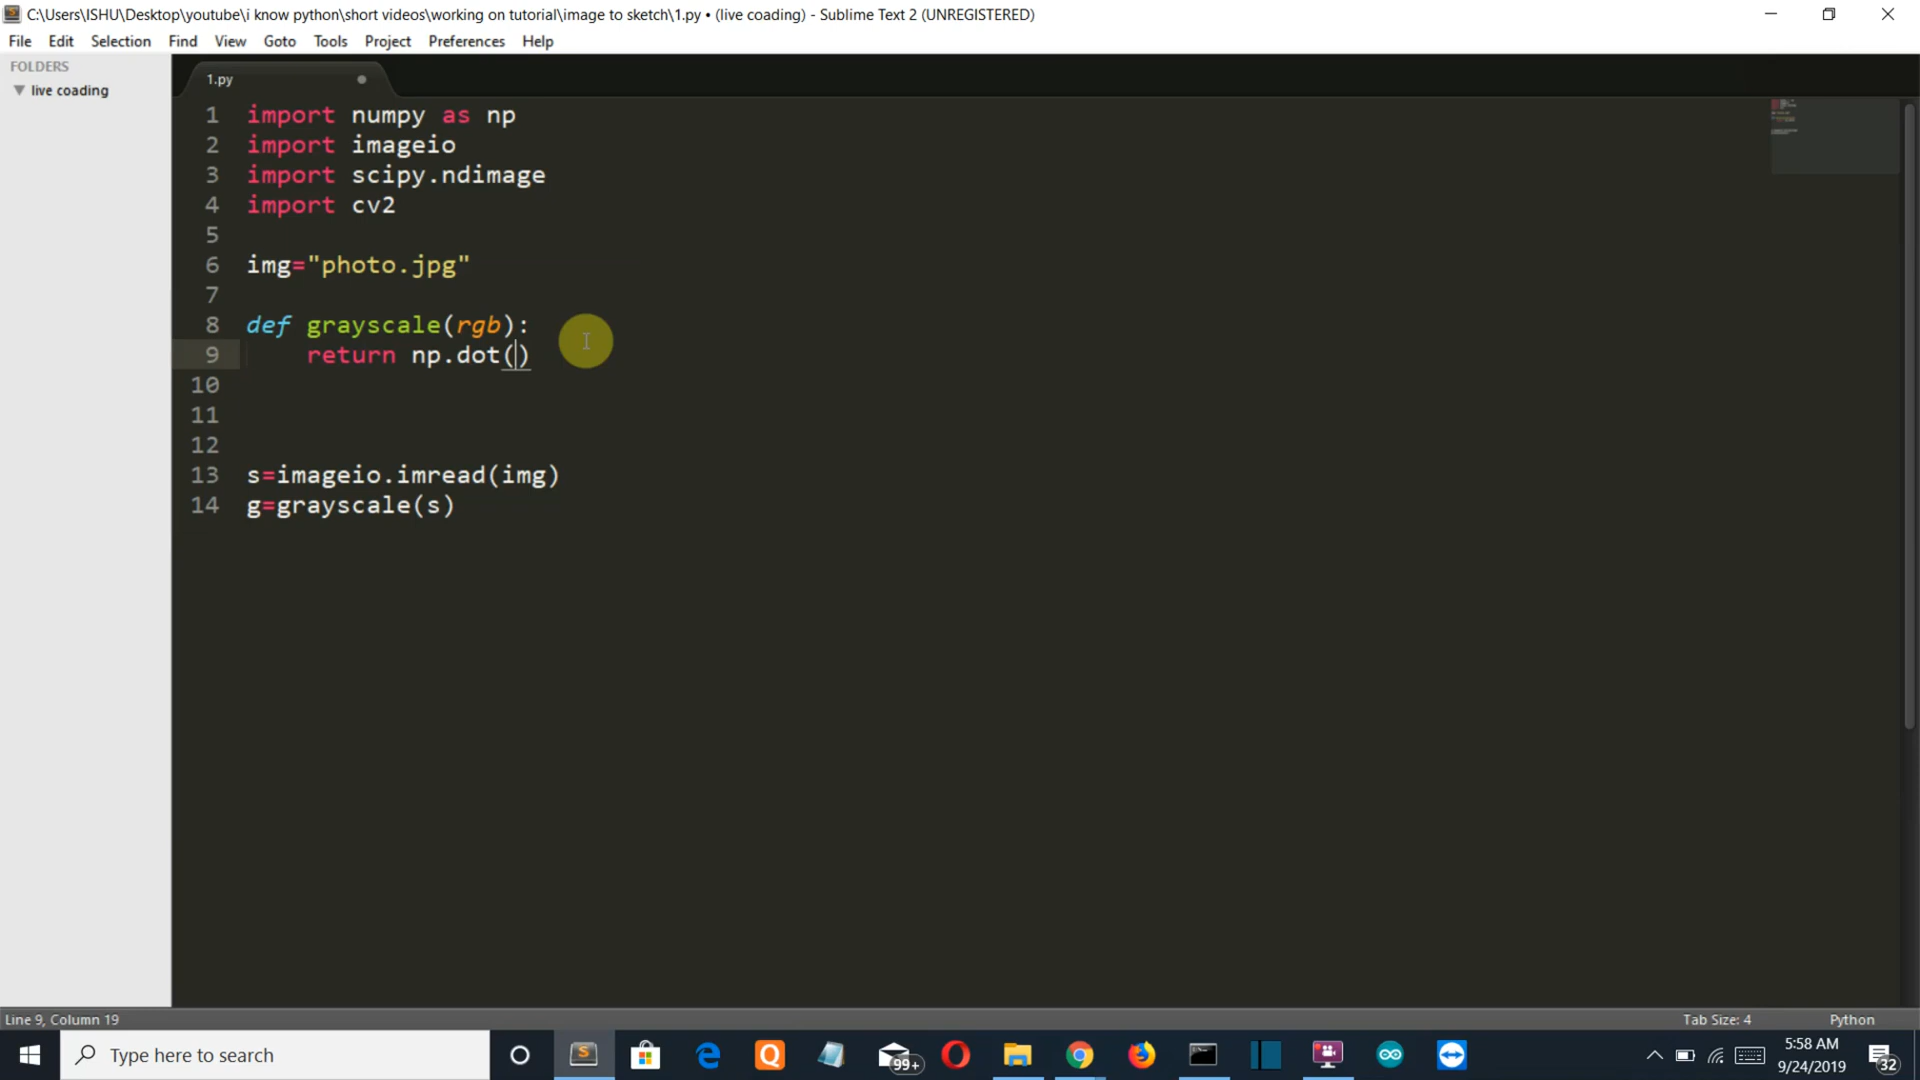 C:\Users\ISHU\Desktop\youtube\i know python\short videos\working on tutorial\image to sketch\1.py • (live coading) - Sublime Text 2 (UNREGISTERED)
File Edit Selection Find View Goto Tools Project Preferences Help
FOLDERS
live coading
1.py
1 import numpy as np
2 import imageio
3 import scipy.ndimage
4 import cv2
5
6 img="photo.jpg"
7
8 def grayscale(rgb):
9     return np.dot()
10
11
12
13 s=imageio.imread(img)
14 g=grayscale(s)
Line 9, Column 19
Tab Size: 4
Python
Type here to search
99+
5:58 AM
9/24/2019
32